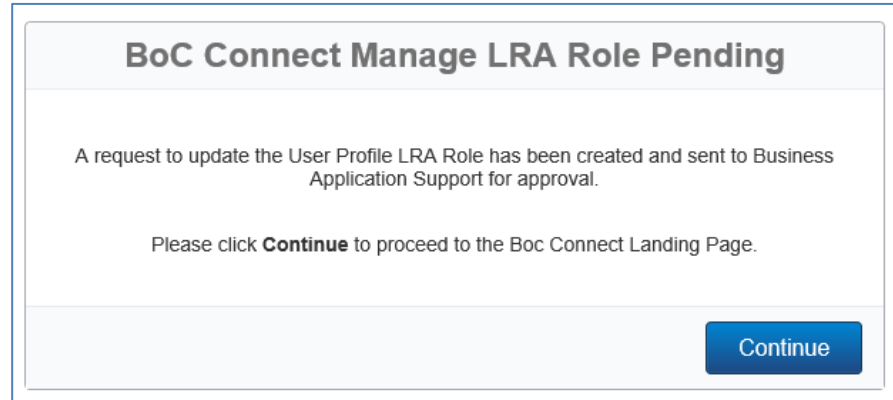 BoC Connect Manage LRA Role Pending
A request to update the User Profile LRA Role has been created and sent to Business
Application Support for approval.
Please click Continue to proceed to the Boc Connect Landing Page.
Continue